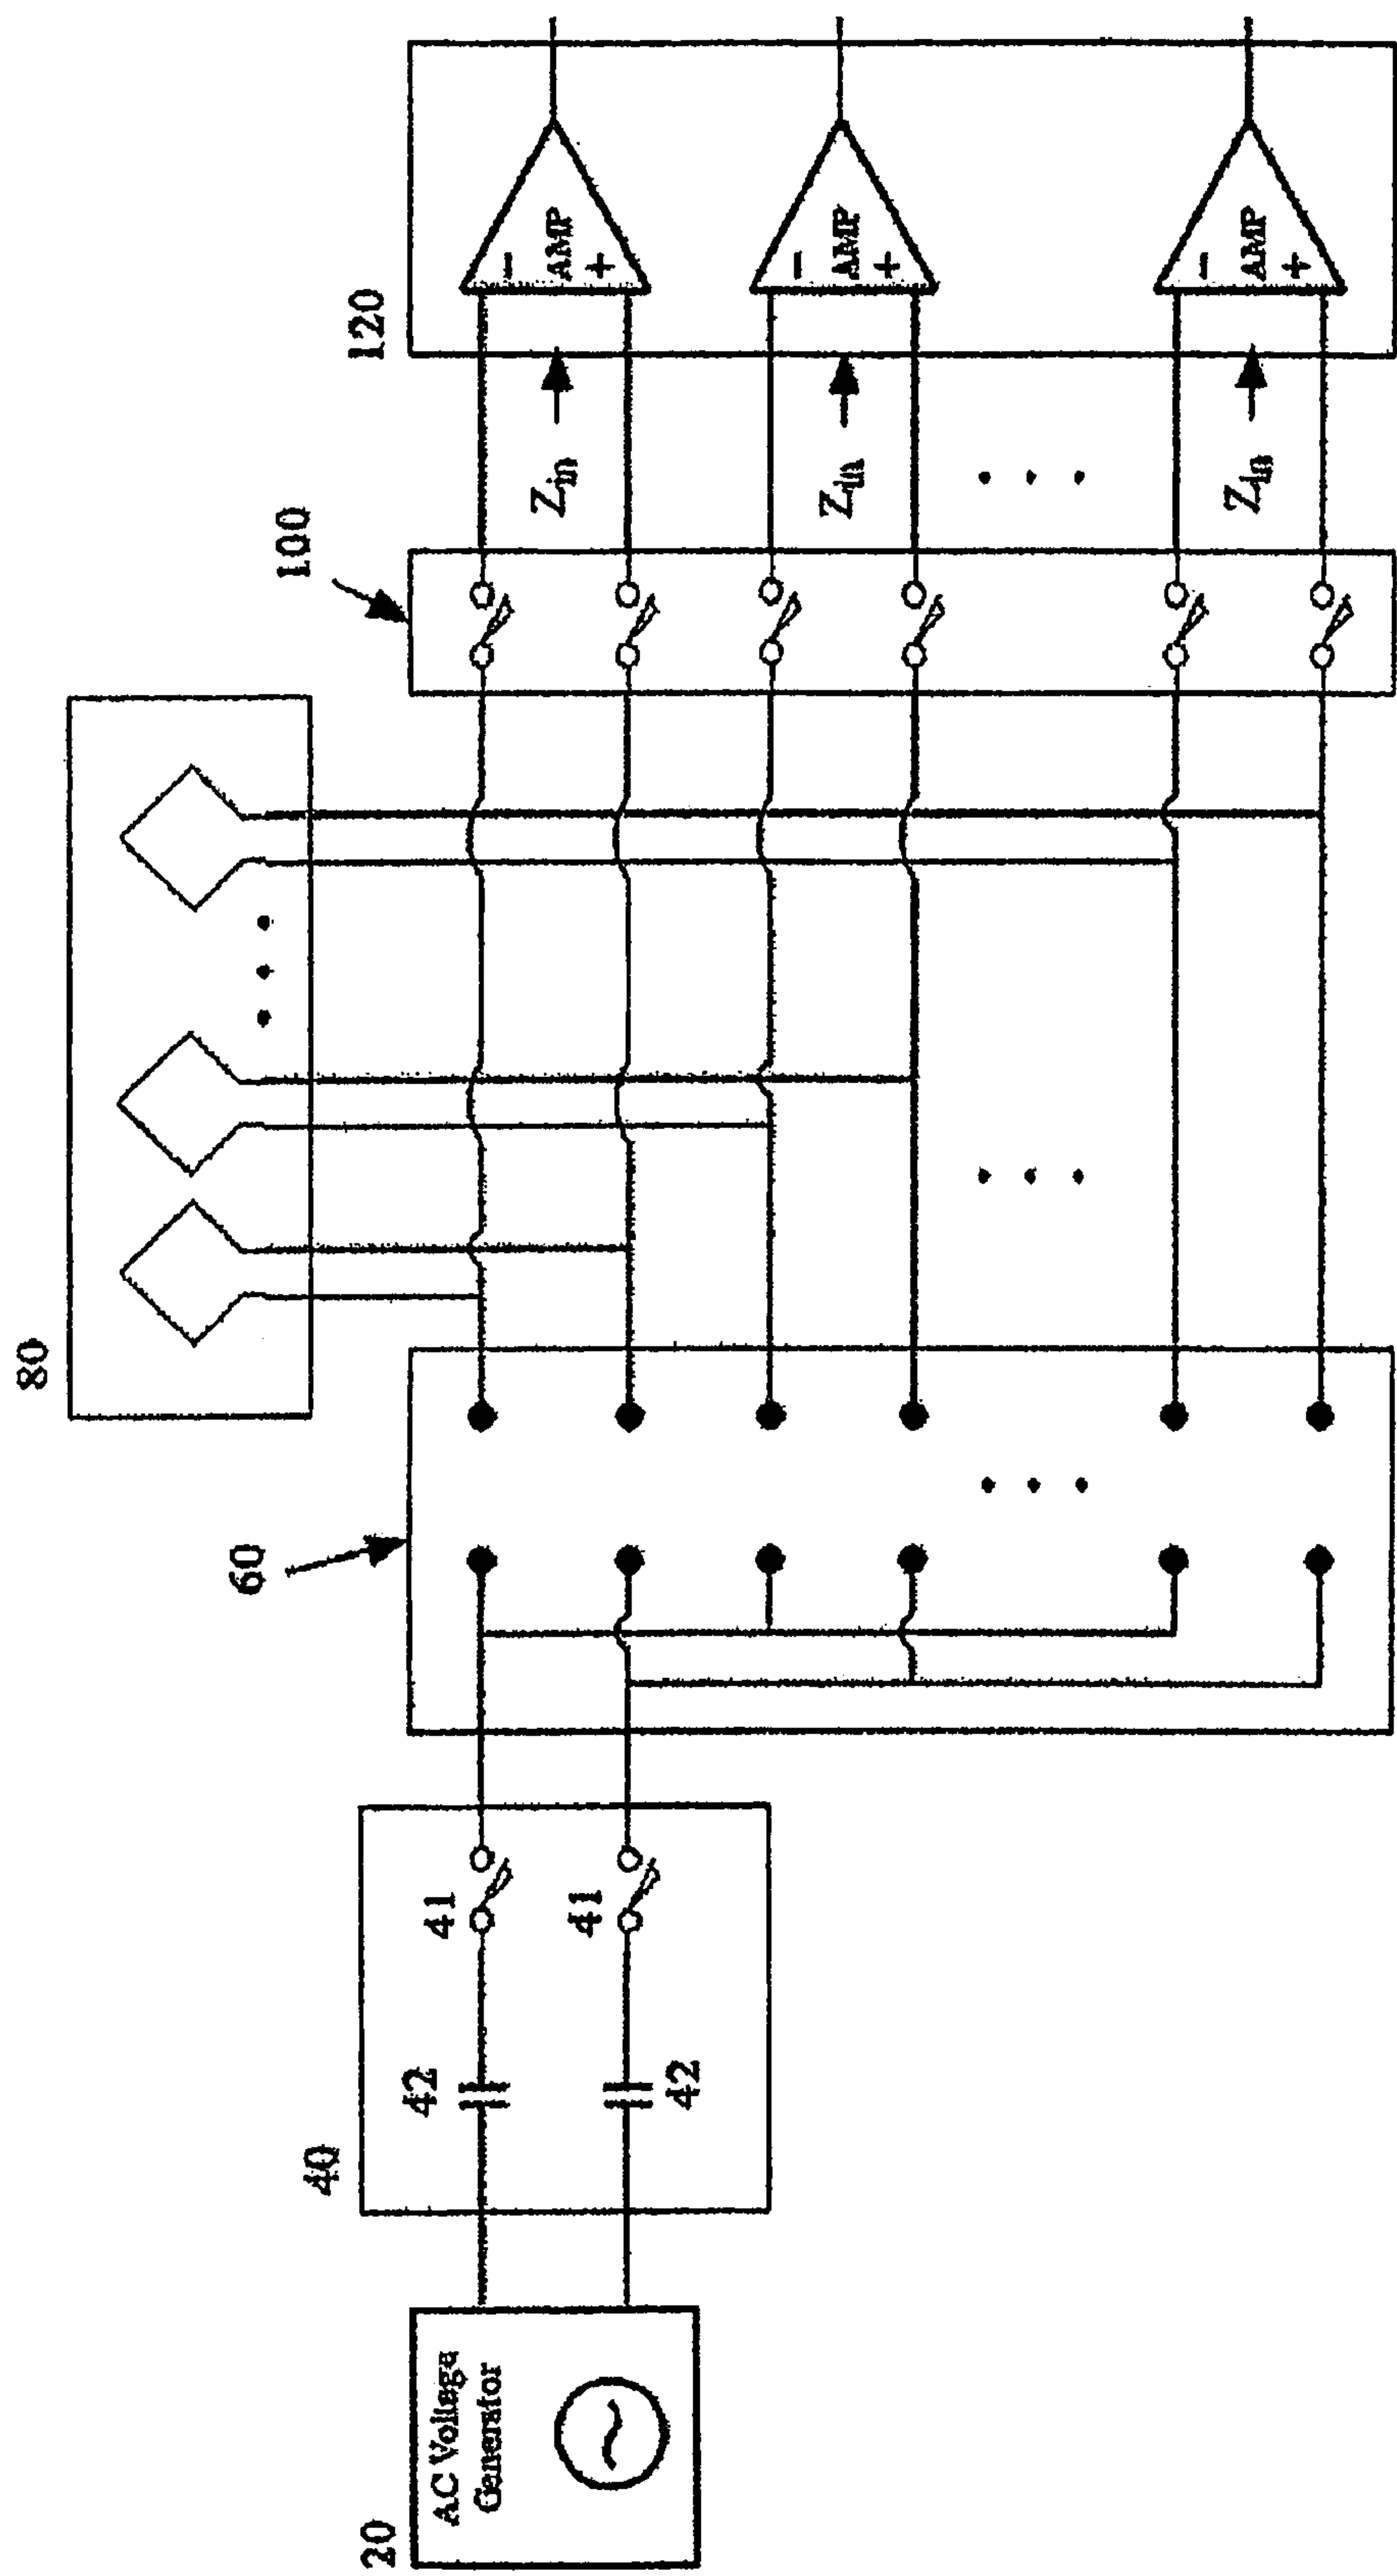 20
AC Voltage
Generator
40
42
42
41
41
60
80
100
Zin
Zin
Zin
120
-
AMP
+
-
AMP
+
-
AMP
+